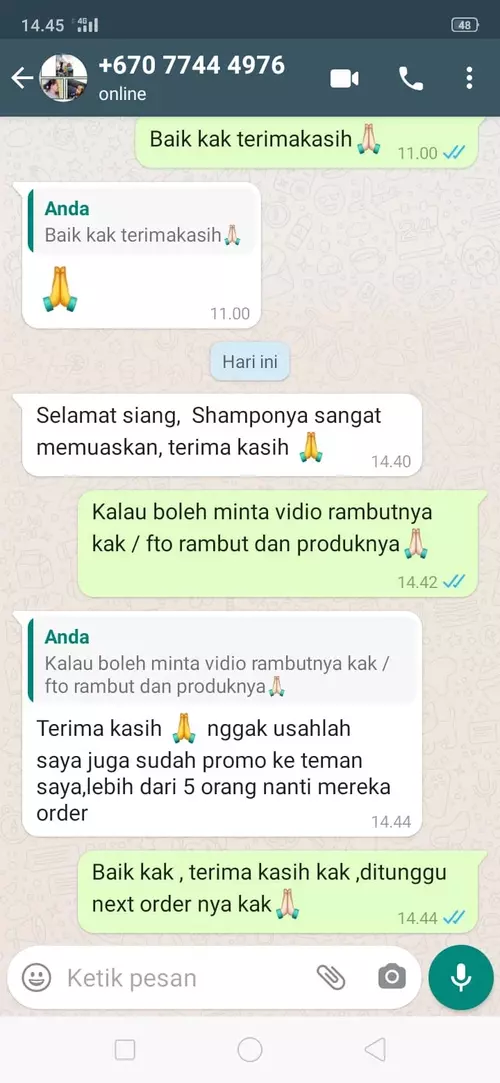 14.45 4G 48
+670 7744 4976
online
Baik kak terimakasih🙏🏻
11.00
Anda
Baik kak terimakasih🙏🏻
🙏
11.00
Hari ini
Selamat siang, Shamponya sangat
memuaskan, terima kasih 🙏
14.40
Kalau boleh minta vidio rambutnya
kak / fto rambut dan produknya🙏🏻
14.42
Anda
Kalau boleh minta vidio rambutnya kak /
fto rambut dan produknya🙏🏻
Terima kasih 🙏 nggak usahlah
saya juga sudah promo ke teman
saya,lebih dari 5 orang nanti mereka
order
14.44
Baik kak , terima kasih kak ,ditunggu
next order nya kak🙏🏻
14.44
Ketik pesan